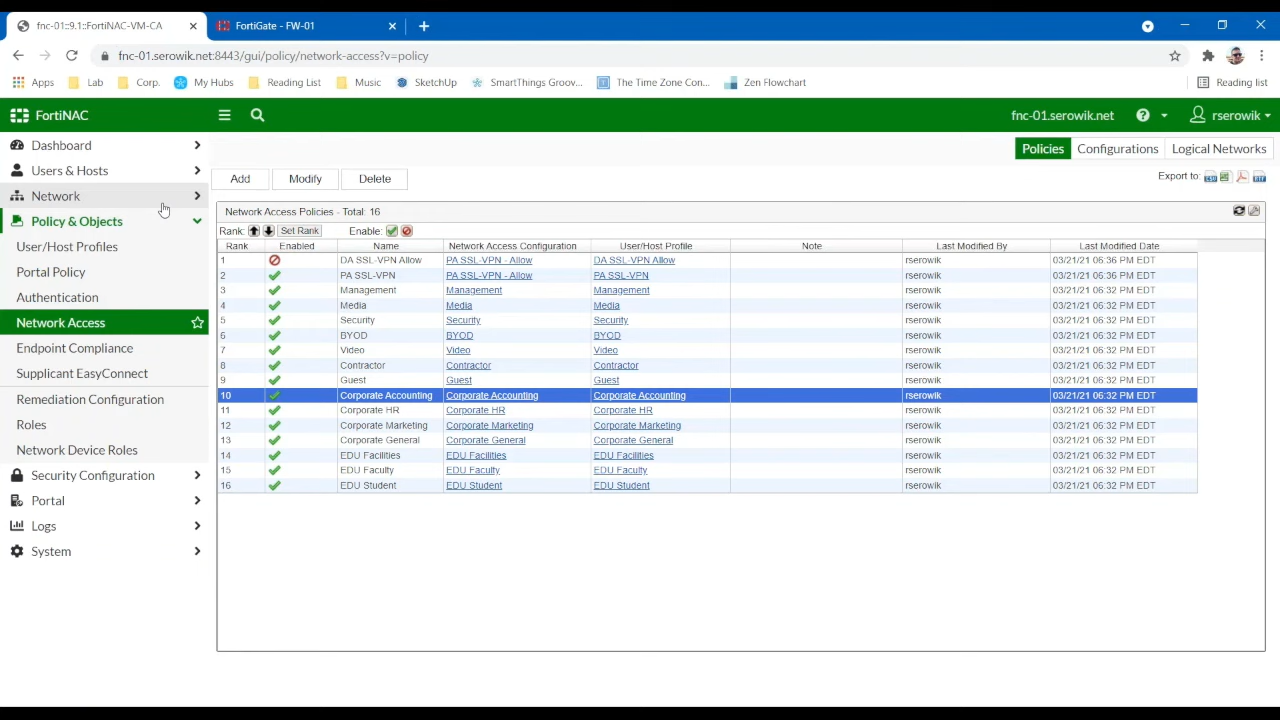 fnc-01::9.1::FortiNAC-VM-CA
FortiGate - FW-01
fnc-01.serowik.net:8443/gui/policy/network-access?v=policy
Apps Lab Corp. My Hubs Reading List Music SketchUp SmartThings Groov... The Time Zone Con... Zen Flowchart Reading list
FortiNAC fnc-01.serowik.net rserowik
Dashboard
Users & Hosts
Network
Policy & Objects
User/Host Profiles
Portal Policy
Authentication
Network Access
Endpoint Compliance
Supplicant EasyConnect
Remediation Configuration
Roles
Network Device Roles
Security Configuration
Portal
Logs
System
Policies Configurations Logical Networks
Add Modify Delete Export to:
Network Access Policies - Total: 16
Rank: Set Rank Enable:
Rank Enabled Name Network Access Configuration User/Host Profile Note Last Modified By Last Modified Date
1 DA SSL-VPN Allow PA SSL-VPN - Allow DA SSL-VPN Allow rserowik 03/21/21 06:36 PM EDT
2 PA SSL-VPN PA SSL-VPN - Allow PA SSL-VPN rserowik 03/21/21 06:36 PM EDT
3 Management Management Management rserowik 03/21/21 06:32 PM EDT
4 Media Media Media rserowik 03/21/21 06:32 PM EDT
5 Security Security Security rserowik 03/21/21 06:32 PM EDT
6 BYOD BYOD BYOD rserowik 03/21/21 06:32 PM EDT
7 Video Video Video rserowik 03/21/21 06:32 PM EDT
8 Contractor Contractor Contractor rserowik 03/21/21 06:32 PM EDT
9 Guest Guest Guest rserowik 03/21/21 06:32 PM EDT
10 Corporate Accounting Corporate Accounting Corporate Accounting rserowik 03/21/21 06:32 PM EDT
11 Corporate HR Corporate HR Corporate HR rserowik 03/21/21 06:32 PM EDT
12 Corporate Marketing Corporate Marketing Corporate Marketing rserowik 03/21/21 06:32 PM EDT
13 Corporate General Corporate General Corporate General rserowik 03/21/21 06:32 PM EDT
14 EDU Facilities EDU Facilities EDU Facilities rserowik 03/21/21 06:32 PM EDT
15 EDU Faculty EDU Faculty EDU Faculty rserowik 03/21/21 06:32 PM EDT
16 EDU Student EDU Student EDU Student rserowik 03/21/21 06:32 PM EDT